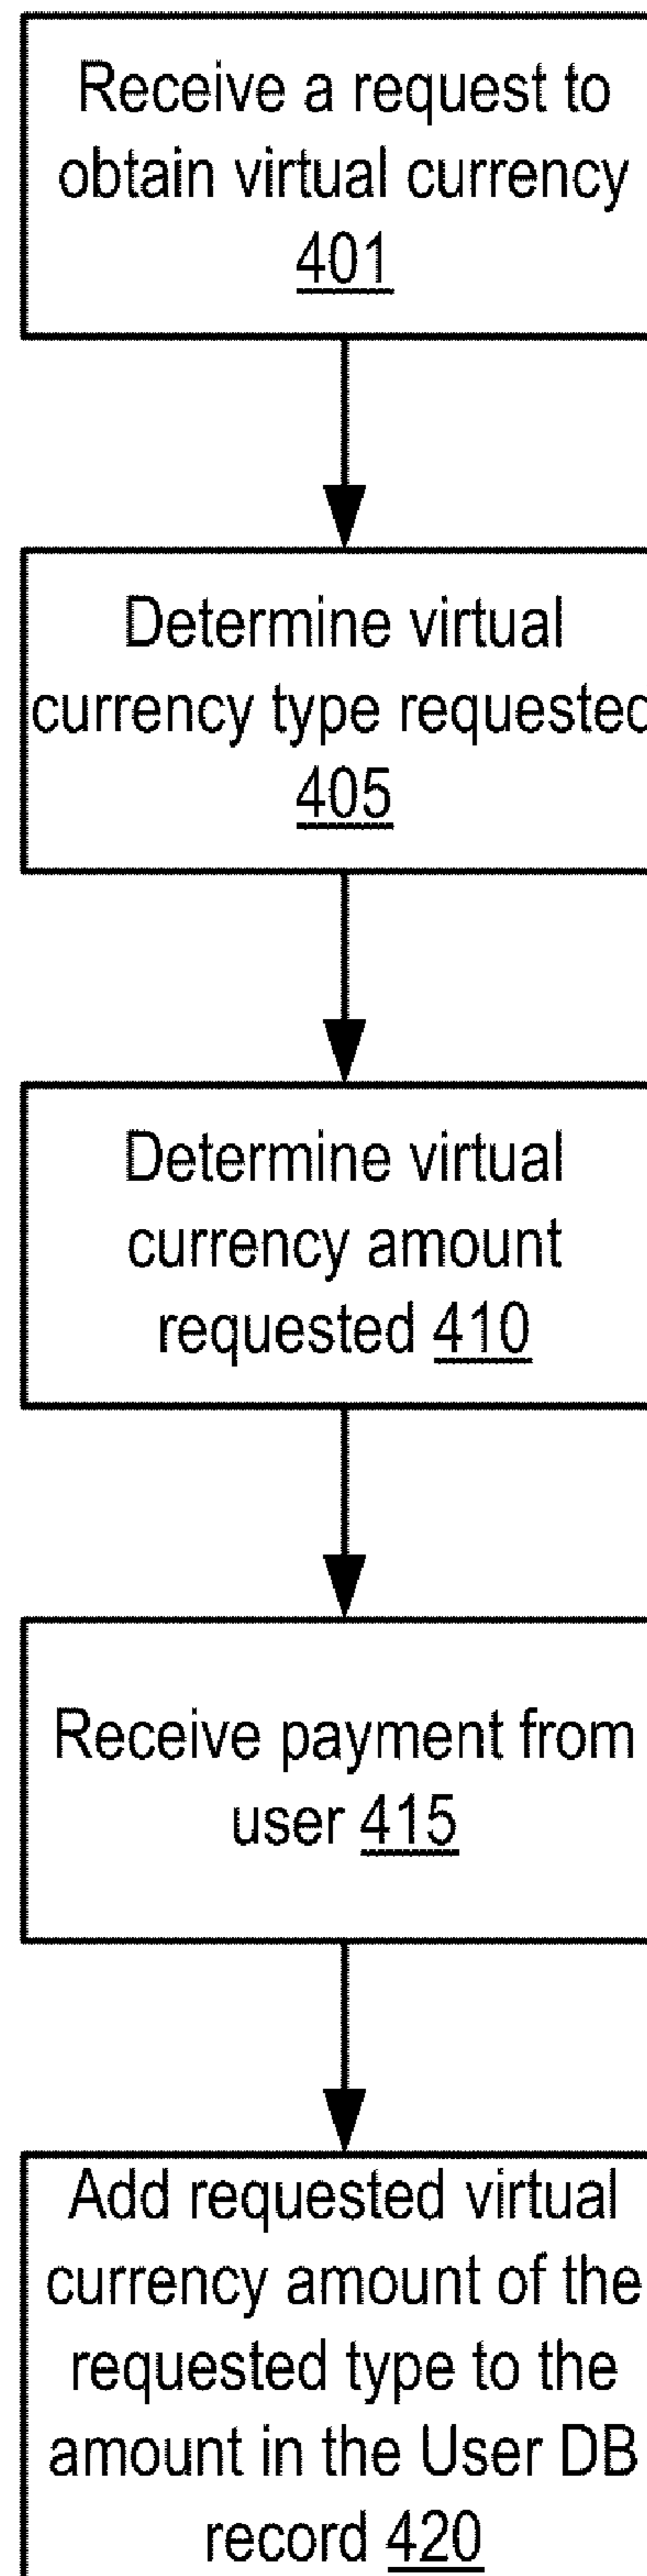 Receive a request to
obtain virtual currency
401
Determine virtual
currency type requested
405
Determine virtual
currency amount
requested 410
Receive payment from
user 415
Add requested virtual
currency amount of the
requested type to the
amount in the User DB
record 420